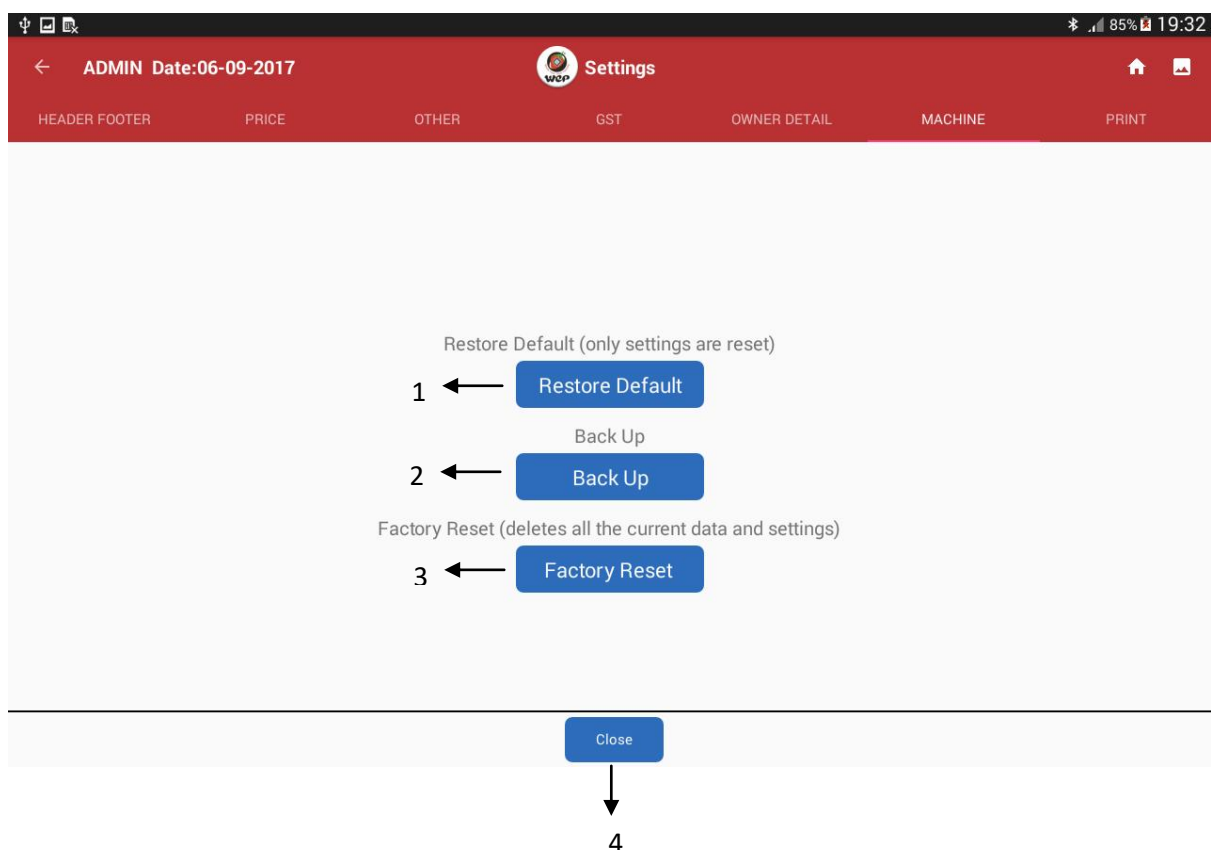 85% 19:32
ADMIN Date:06-09-2017 wep Settings
HEADER FOOTER PRICE OTHER GST OWNER DETAIL MACHINE PRINT
Restore Default (only settings are reset)
1 Restore Default
Back Up
2 Back Up
Factory Reset (deletes all the current data and settings)
3 Factory Reset
Close
4